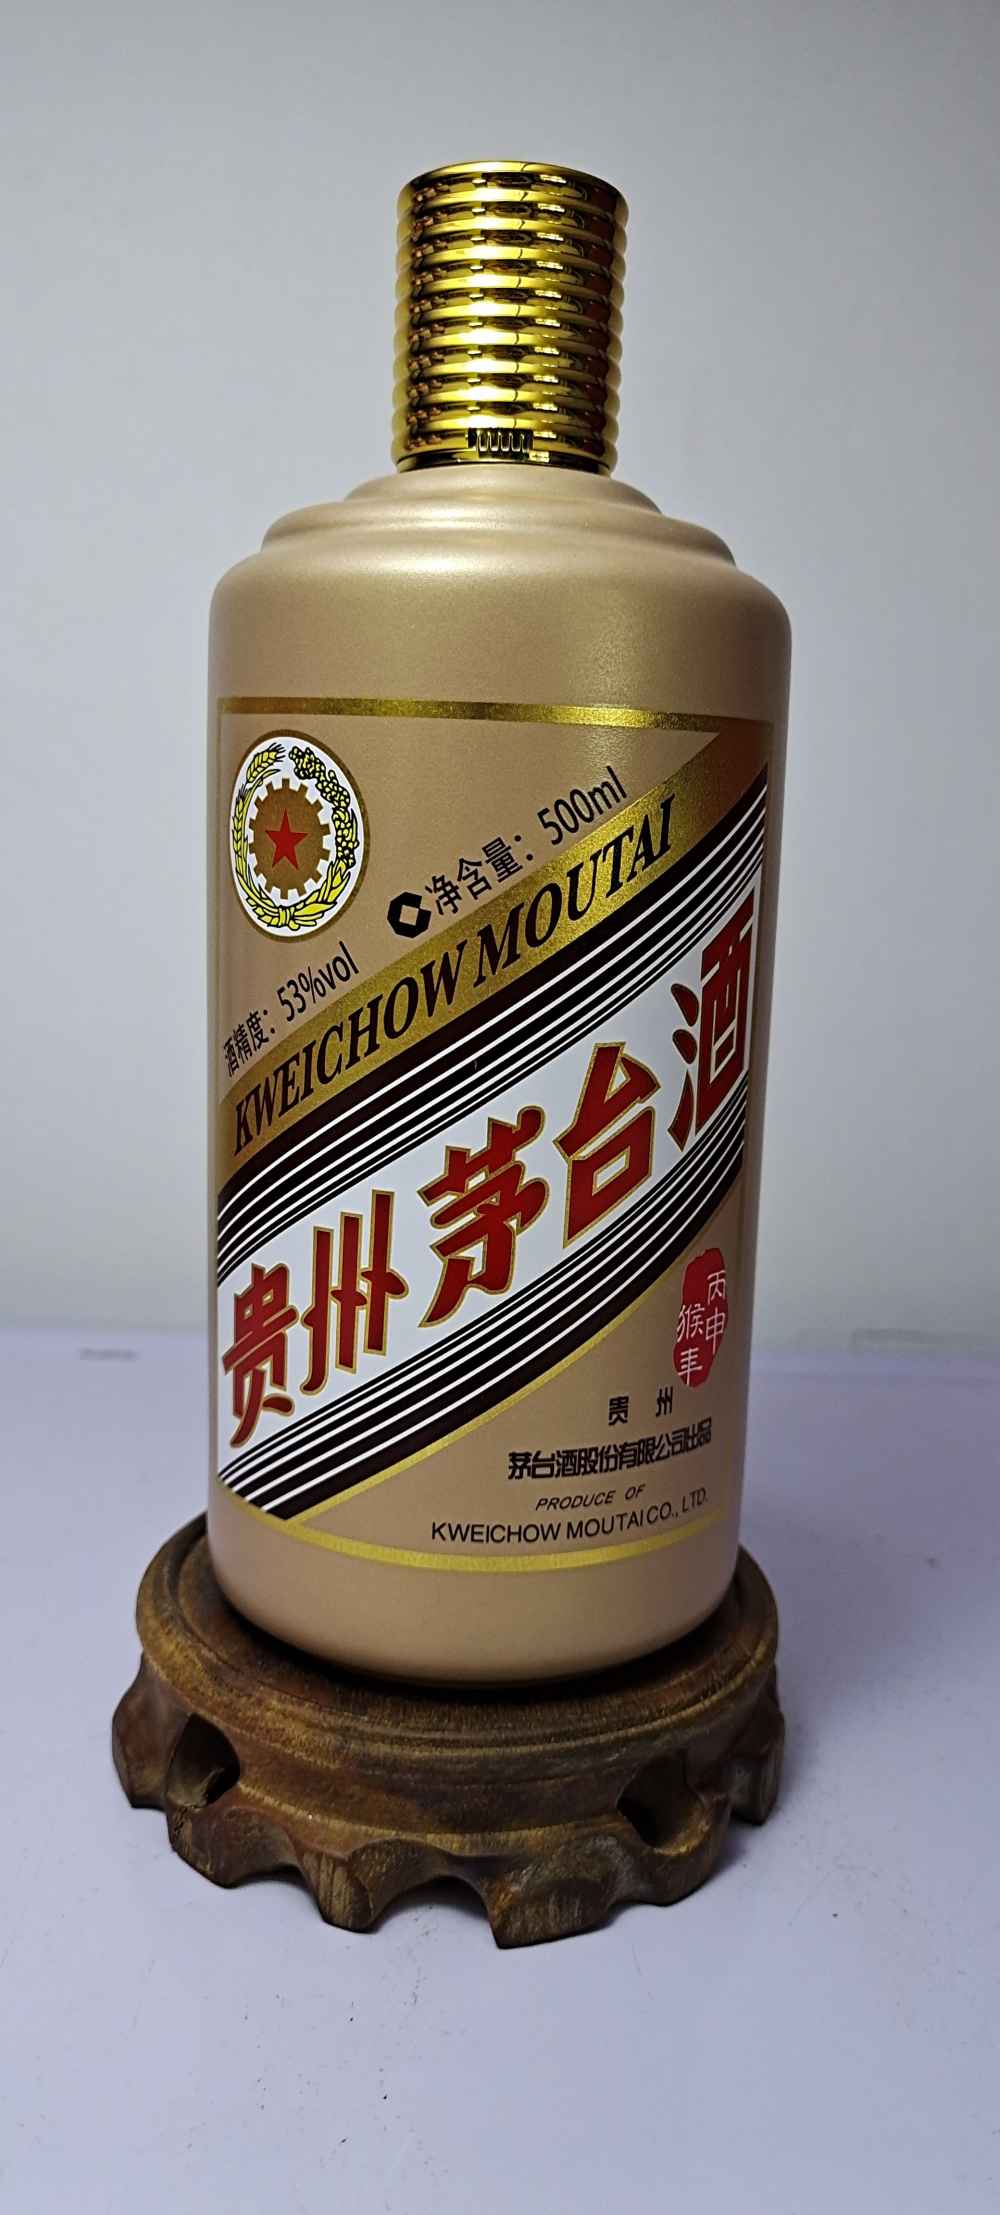 酒精度：53%vol
净含量：500ml
KWEICHOW MOUTAI
贵州茅台酒
丙申
猴年
贵州
茅台酒股份有限公司出品
PRODUCE OF
KWEICHOW MOUTAI CO., LTD.